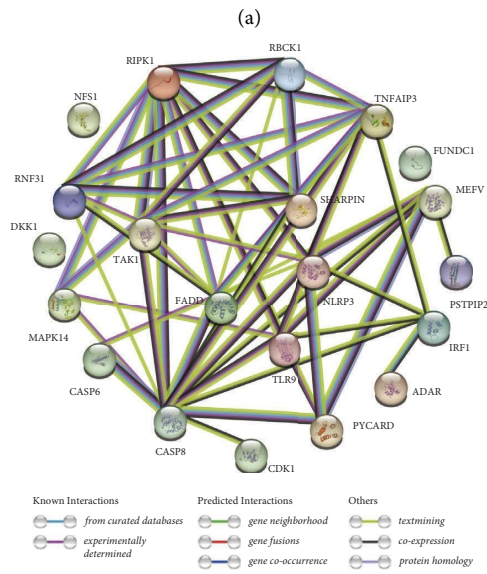 (a)
RBCK1
RIPK1
NFS1
TNFAIP3
FUNDC1
RNF31
MEFV
SHARPIN
DKK1
TAK1
PSTPIP2
FADD
NLRP3
MAPK14
IRF1
TLR9
CASP6
ADAR
PYCARD
CASP8
CDK1
Known Interactions
from curated databases
experimentally
determined
Predicted Interactions
gene neighborhood
gene fusions
gene co-occurrence
Others
textmining
co-expression
protein homology